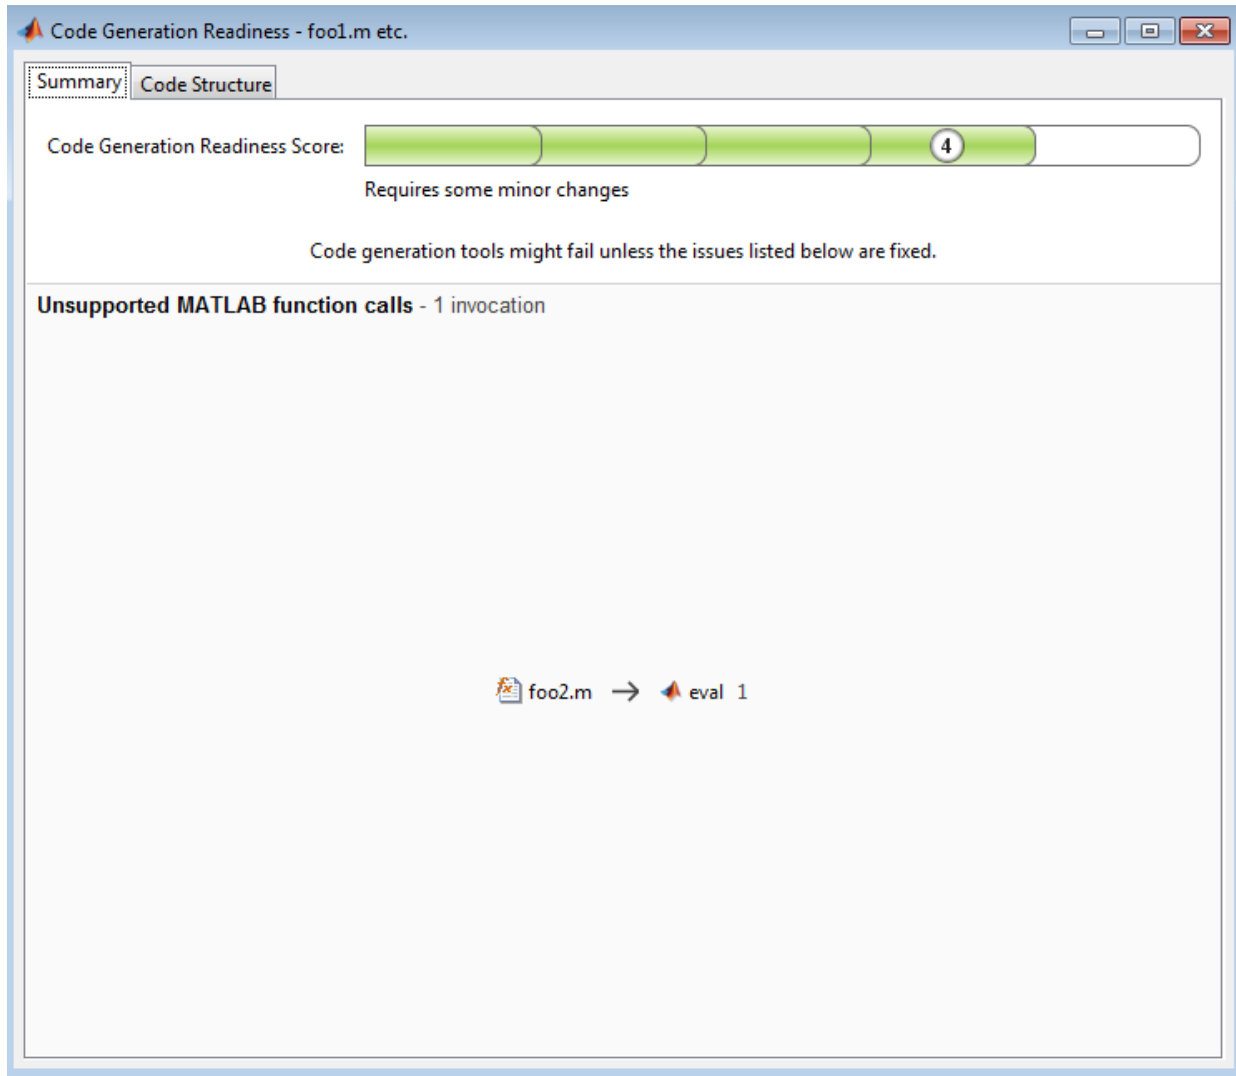 Code Generation Readiness - foo1.m etc.
Summary Code Structure
Code Generation Readiness Score: 4
Requires some minor changes
Code generation tools might fail unless the issues listed below are fixed.
Unsupported MATLAB function calls - 1 invocation
foo2.m → eval 1